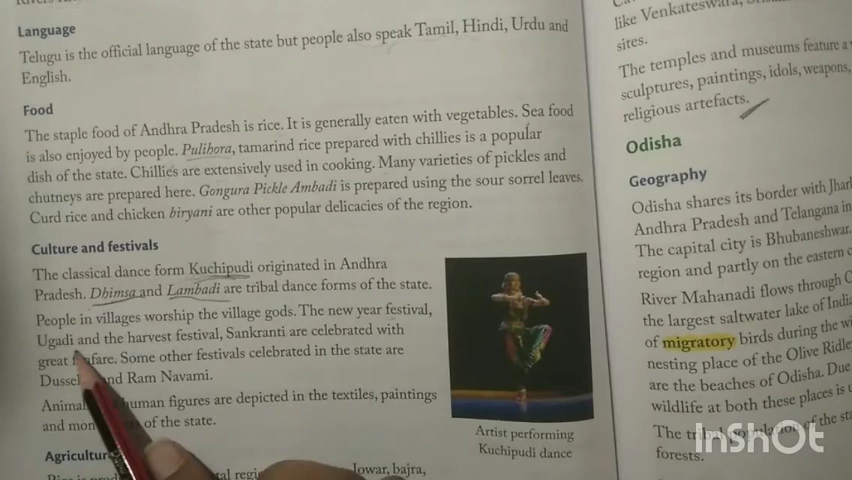 Language
Telugu is the official language of the state but people also speak Tamil, Hindi, Urdu and
English.
Food
The staple food of Andhra Pradesh is rice. It is generally eaten with vegetables. Sea food
is also enjoyed by people. Pulihora, tamarind rice prepared with chillies is a popular
dish of the state. Chillies are extensively used in cooking. Many varieties of pickles and
chutneys are prepared here. Gongura Pickle Ambadi is prepared using the sour sorrel leaves.
Curd rice and chicken biryani are other popular delicacies of the region.
Culture and festivals
The classical dance form Kuchipudi originated in Andhra
Pradesh. Dhimsa and Lambadi are tribal dance forms of the state.
People in villages worship the village gods. The new year festival,
Ugadi and the harvest festival, Sankranti are celebrated with
great fanfare. Some other festivals celebrated in the state are
and Ram Navami.
human figures are depicted in the textiles, paintings
and of the state.
Jowar, bajra,
Artist performing
Kuchipudi dance
like Venkateswara,
sites.
The temples and museums feature a
sculptures, paintings, idols, weapons,
religious artefacts.
Odisha
Geography
Odisha shares its border with
Andhra Pradesh and Telangana in
The capital city is Bhubaneshwar.
region and partly on the eastern
River Mahanadi flows through
the largest saltwater lake of India
of migratory birds during the
nesting place of the Olive Ridley
are the beaches of Odisha. Due
wildlife at both these places is
The tribal population of the
forests.
InShOt